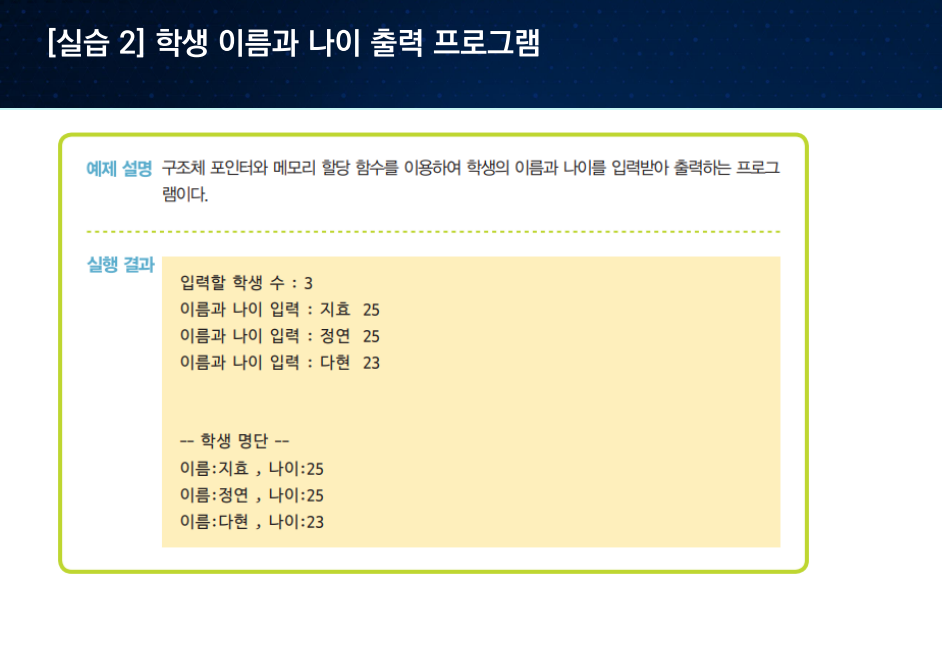 [실습 2] 학생 이름과 나이 출력 프로그램
예제 설명 구조체 포인터와 메모리 할당 함수를 이용하여 학생의 이름과 나이를 입력받아 출력하는 프로그
램이다.
실행 결과
입력할 학생 수 : 3
이름과 나이 입력 : 지효 25
이름과 나이 입력 : 정연 25
이름과 나이 입력 : 다현 23
-- 학생 명단 --
이름:지효 , 나이:25
이름:정연 , 나이:25
이름:다현 , 나이:23